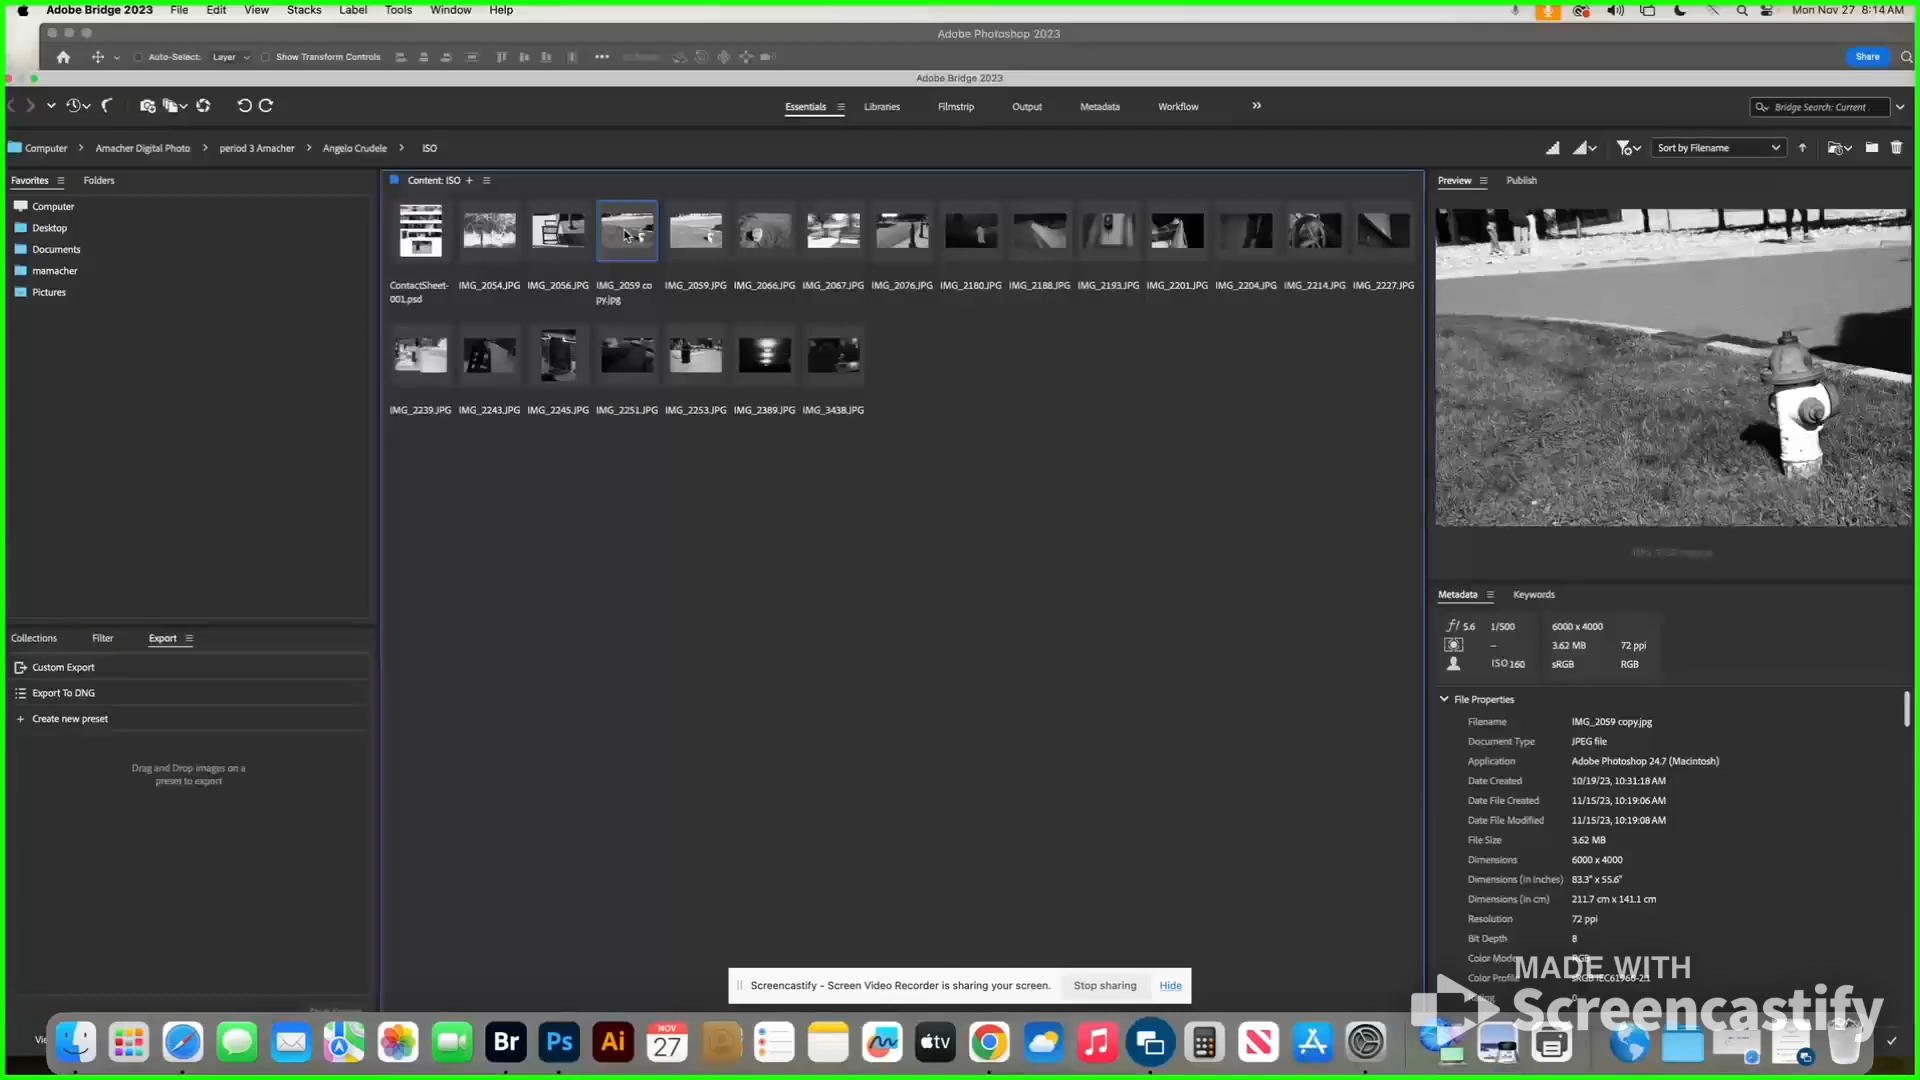 Adobe Bridge 2023 File Edit View Stacks Label Tools Window Help Mon Nov 27 8:14 AM
Adobe Photoshop 2023
Auto-Select: Layer Show Transform Controls Share
Adobe Bridge 2023
Essentials Libraries Filmstrip Output Metadata Workflow Bridge Search: Current
Computer Amacher Digital Photo period 3 Amacher Angelo Crudele ISO Sort by Filename
Favorites Folders Content: ISO Preview Publish
Computer
Desktop
Documents
mamacher
Pictures
ContactSheet-001.psd IMG_2054.JPG IMG_2056.JPG IMG_2059 copy.jpg IMG_2059.JPG IMG_2066.JPG IMG_2067.JPG IMG_2076.JPG IMG_2180.JPG IMG_2188.JPG IMG_2193.JPG IMG_2201.JPG IMG_2204.JPG IMG_2214.JPG IMG_2227.JPG
IMG_2239.JPG IMG_2243.JPG IMG_2245.JPG IMG_2251.JPG IMG_2253.JPG IMG_2389.JPG IMG_3438.JPG
Metadata Keywords
f/ 5.6 1/500 6000 x 4000
-- 3.62 MB 72 ppi
ISO 160 sRGB RGB
Collections Filter Export
Custom Export
Export To DNG
Create new preset
Drag and Drop images on a
preset to export
File Properties
Filename IMG_2059 copy.jpg
Document Type JPEG file
Application Adobe Photoshop 24.7 (Macintosh)
Date Created 10/19/23, 10:31:18 AM
Date File Created 11/15/23, 10:19:06 AM
Date File Modified 11/15/23, 10:19:08 AM
File Size 3.62 MB
Dimensions 6000 x 4000
Dimensions (in inches) 83.3" x 55.6"
Dimensions (in cm) 211.7 cm x 141.1 cm
Resolution 72 ppi
Bit Depth 8
Color Mode RGB
Color Profile sRGB IEC61966-2.1
MADE WITH
Screencastify
Screencastify - Screen Video Recorder is sharing your screen. Stop sharing Hide
Br Ps Ai NOV 27 tv